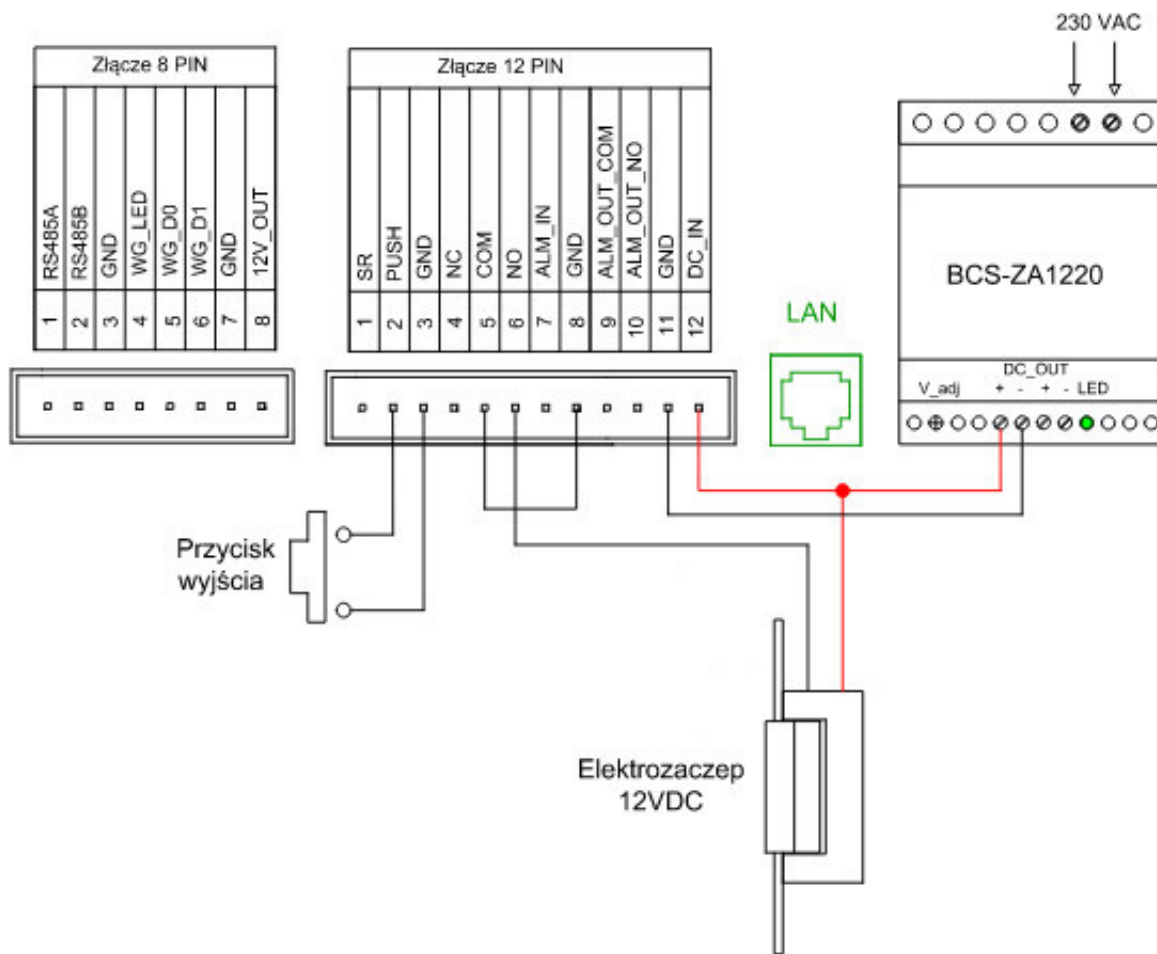 230 VAC
Złącze 8 PIN
RS485A
RS485B
GND
WG_LED
WG_D0
WG_D1
GND
12V_OUT
1
2
3
4
5
6
7
8
Złącze 12 PIN
SR
PUSH
GND
NC
COM
NO
ALM_IN
GND
ALM_OUT_COM
ALM_OUT_NO
GND
DC_IN
1
2
3
4
5
6
7
8
9
10
11
12
LAN
BCS-ZA1220
DC_OUT
V_adj + - + - LED
Przycisk
wyjścia
Elektrozaczep
12VDC